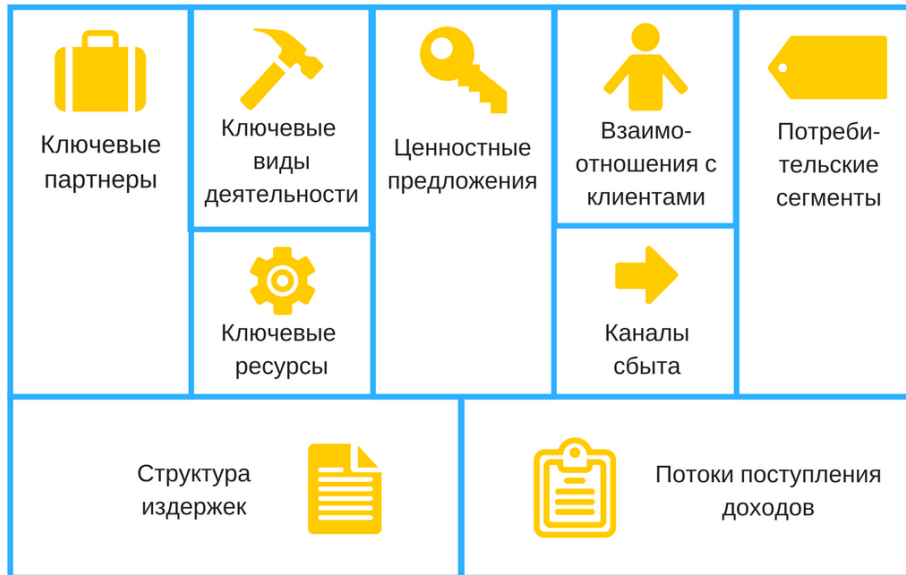 Ключевые
партнеры
Ключевые
виды
деятельности
Ключевые
ресурсы
Ценностные
предложения
Взаимо-
отношения с
клиентами
Каналы
сбыта
Потреби-
тельские
сегменты
Структура
издержек
Потоки поступления
доходов